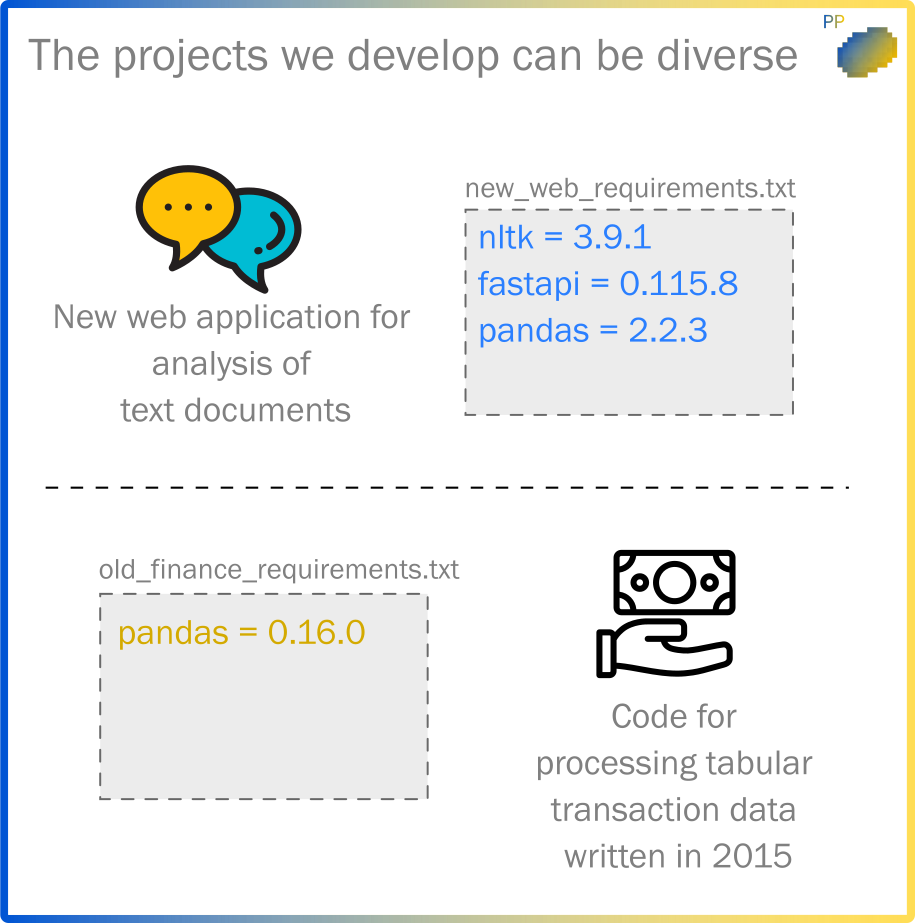 PP
The projects we develop can be diverse
new_web_requirements.txt
nltk = 3.9.1
fastapi = 0.115.8
pandas = 2.2.3
New web application for
analysis of
text documents
old_finance_requirements.txt
pandas = 0.16.0
Code for
processing tabular
transaction data
written in 2015